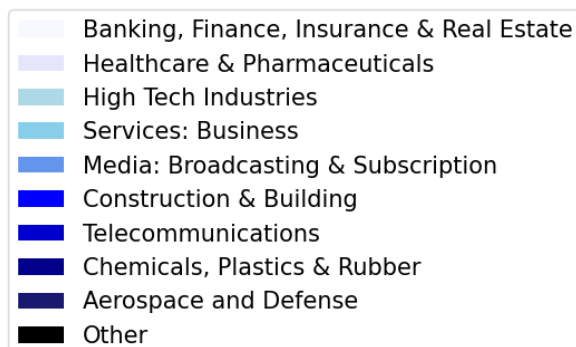 Banking, Finance, Insurance & Real Estate
Healthcare & Pharmaceuticals
High Tech Industries
Services: Business
Media: Broadcasting & Subscription
Construction & Building
Telecommunications
Chemicals, Plastics & Rubber
Aerospace and Defense
Other